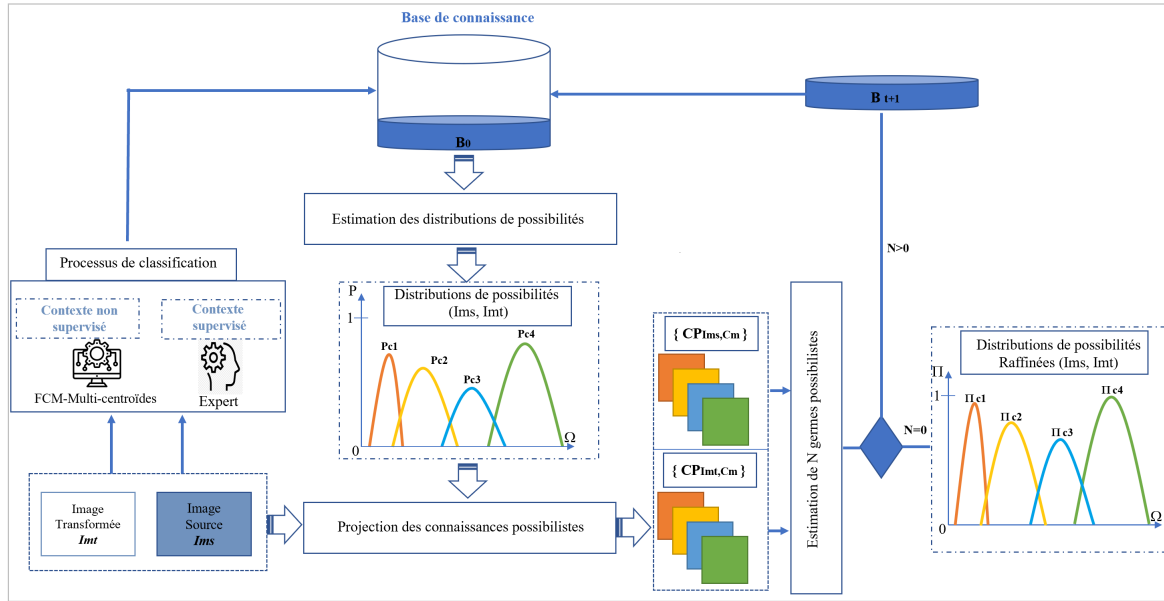 Base de connaissance
B0
B t+1
Estimation des distributions de possibilités
N>0
Processus de classification
Contexte non
supervisé
Contexte
supervisé
FCM-Multi-centroïdes
Expert
P
1
Distributions de possibilités
(Ims, Imt)
Pc1
Pc2
Pc3
Pc4
0
Ω
{ CPIms,Cm }
{ CPImt,Cm }
Estimation de N germes possibilistes
N=0
Distributions de possibilités
Raffinées (Ims, Imt)
Π
1
Π c1
Π c2
Π c3
Π c4
0
Ω
Image
Transformée
Imt
Image
Source
Ims
Projection des connaissances possibilistes